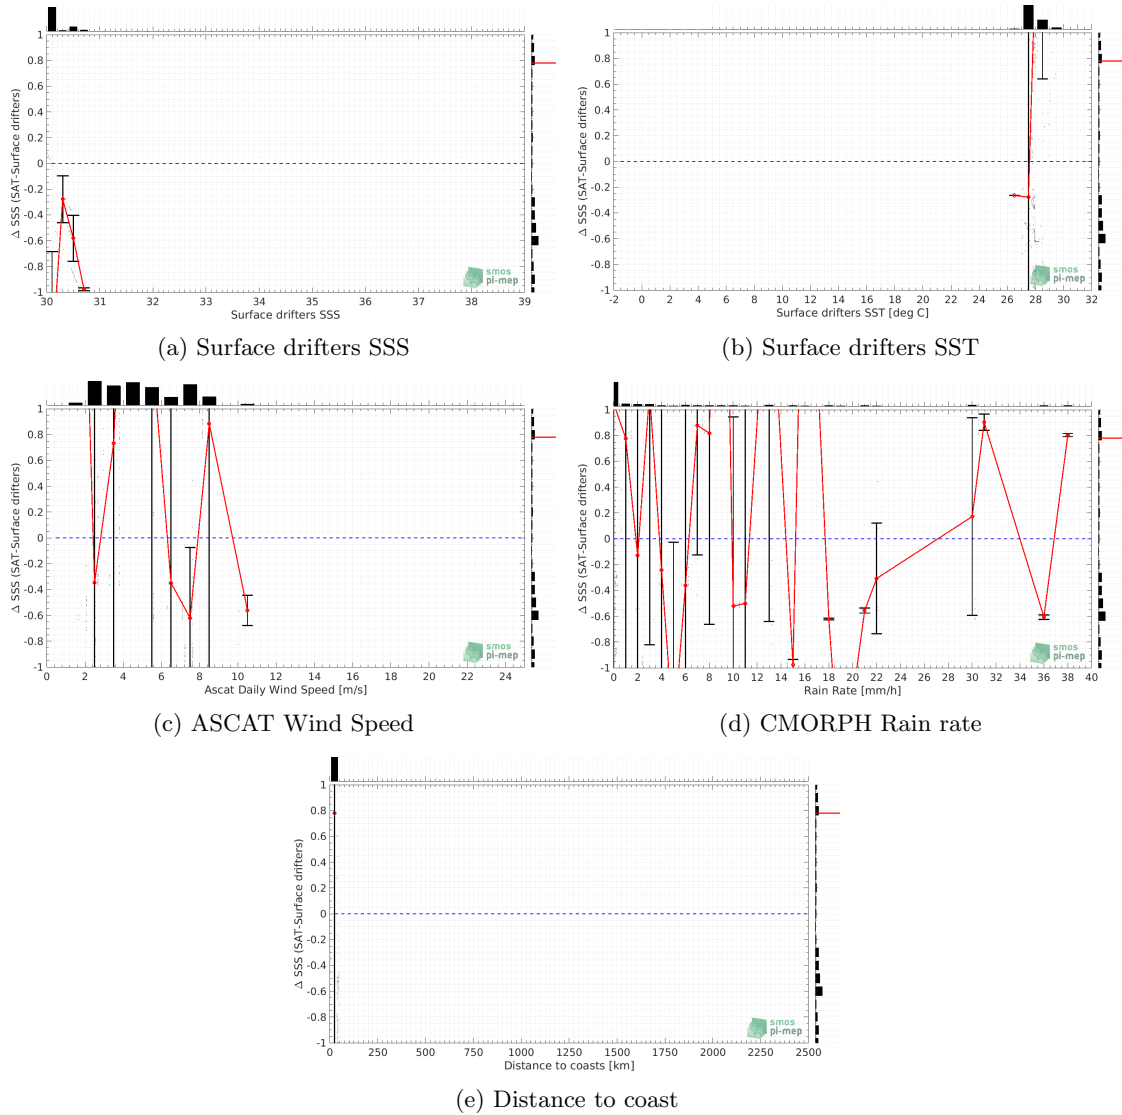 1
0.8
0.6
0.4
0.2
0
-0.2
-0.4
-0.6
-0.8
-1
Δ SSS (SAT-Surface drifters)
smos
pi-mep
30 31 32 33 34 35 36 37 38 39
Surface drifters SSS
(a) Surface drifters SSS
1
0.8
0.6
0.4
0.2
0
-0.2
-0.4
-0.6
-0.8
-1
Δ SSS (SAT-Surface drifters)
smos
pi-mep
-2 0 2 4 6 8 10 12 14 16 18 20 22 24 26 28 30 32
Surface drifters SST [deg C]
(b) Surface drifters SST
1
0.8
0.6
0.4
0.2
0
-0.2
-0.4
-0.6
-0.8
-1
Δ SSS (SAT-Surface drifters)
smos
pi-mep
0 2 4 6 8 10 12 14 16 18 20 22 24
Ascat Daily Wind Speed [m/s]
(c) ASCAT Wind Speed
1
0.8
0.6
0.4
0.2
0
-0.2
-0.4
-0.6
-0.8
-1
Δ SSS (SAT-Surface drifters)
smos
pi-mep
0 2 4 6 8 10 12 14 16 18 20 22 24 26 28 30 32 34 36 38 40
Rain Rate [mm/h]
(d) CMORPH Rain rate
1
0.8
0.6
0.4
0.2
0
-0.2
-0.4
-0.6
-0.8
-1
Δ SSS (SAT-Surface drifters)
smos
pi-mep
0 250 500 750 1000 1250 1500 1750 2000 2250 2500
Distance to coasts [km]
(e) Distance to coast